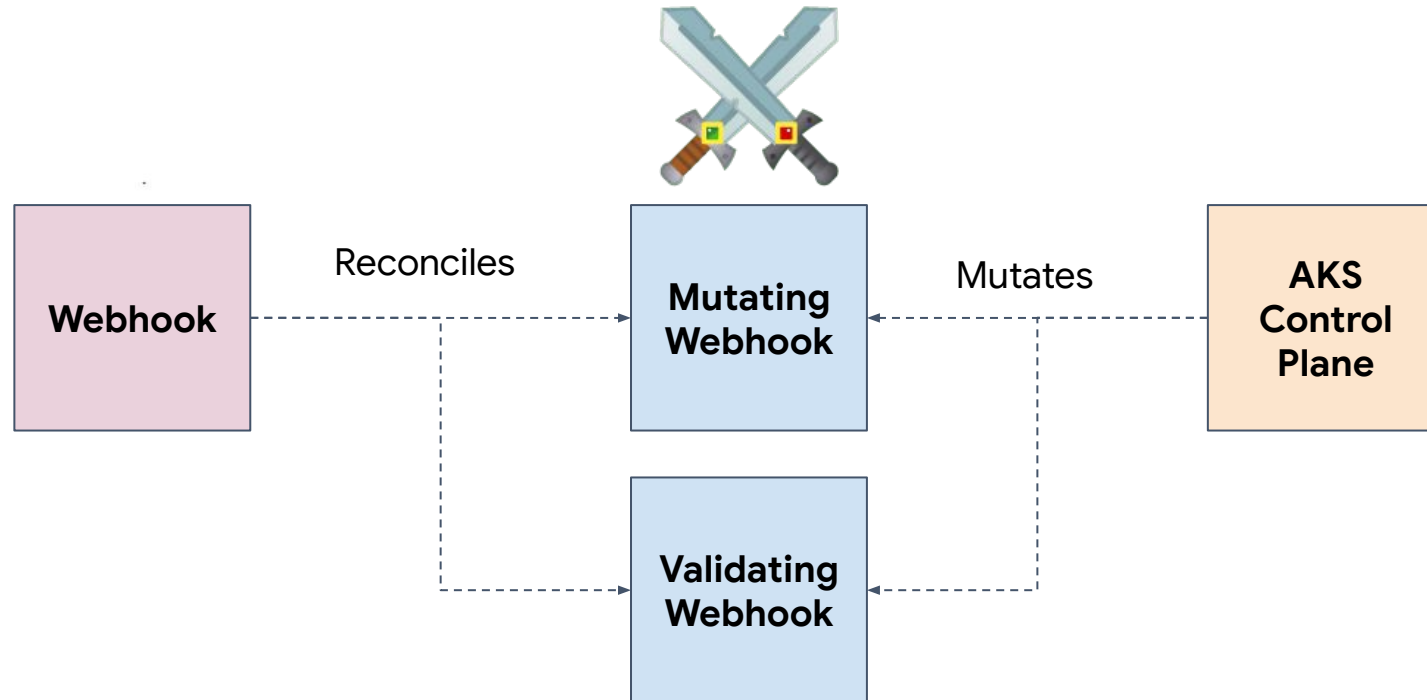 Webhook
Reconciles
Mutating
Webhook
Mutates
AKS
Control
Plane
Validating
Webhook